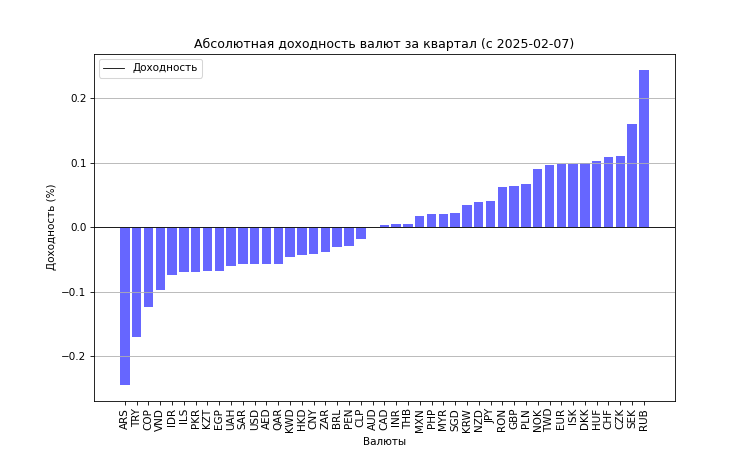 Абсолютная доходность валют за квартал (с 2025-02-07)
Доходность
Доходность (%)
0.2
0.1
0.0
−0.1
−0.2
ARS TRY COP VND IDR ILS PKR KZT EGP UAH SAR USD AED QAR KWD HKD CNY ZAR BRL PEN CLP AUD CAD INR THB MXN PHP MYR SGD KRW NZD JPY RON GBP PLN NOK TWD EUR ISK DKK HUF CHF CZK SEK RUB
Валюты